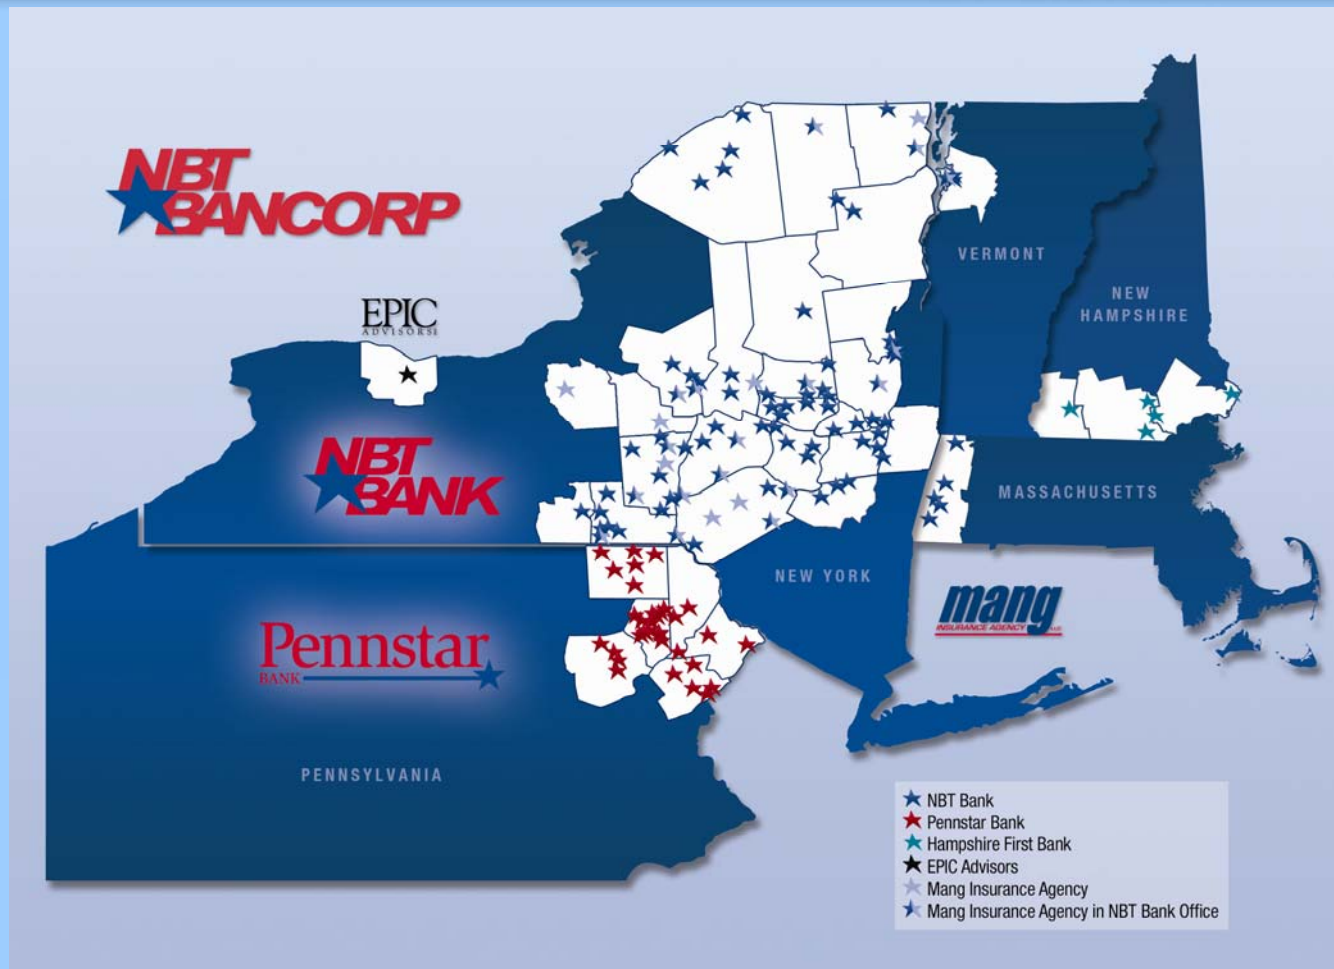 NBT
BANCORP
EPIC
ADVISORS
NBT
BANK
Pennstar
BANK
PENNSYLVANIA
NEW YORK
VERMONT
NEW
HAMPSHIRE
MASSACHUSETTS
mang
INSURANCE AGENCY
NBT Bank
Pennstar Bank
Hampshire First Bank
EPIC Advisors
Mang Insurance Agency
Mang Insurance Agency in NBT Bank Office